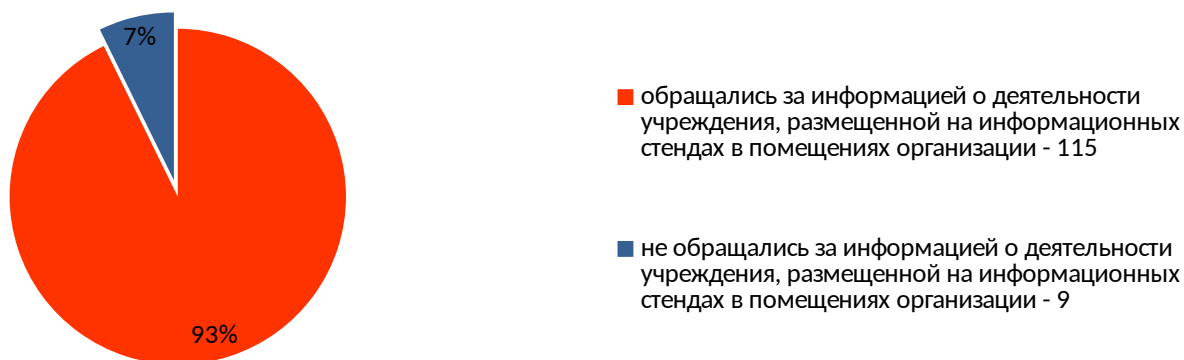 7%
93%
обращались за информацией о деятельности
учреждения, размещенной на информационных
стендах в помещениях организации - 115
не обращались за информацией о деятельности
учреждения, размещенной на информационных
стендах в помещениях организации - 9